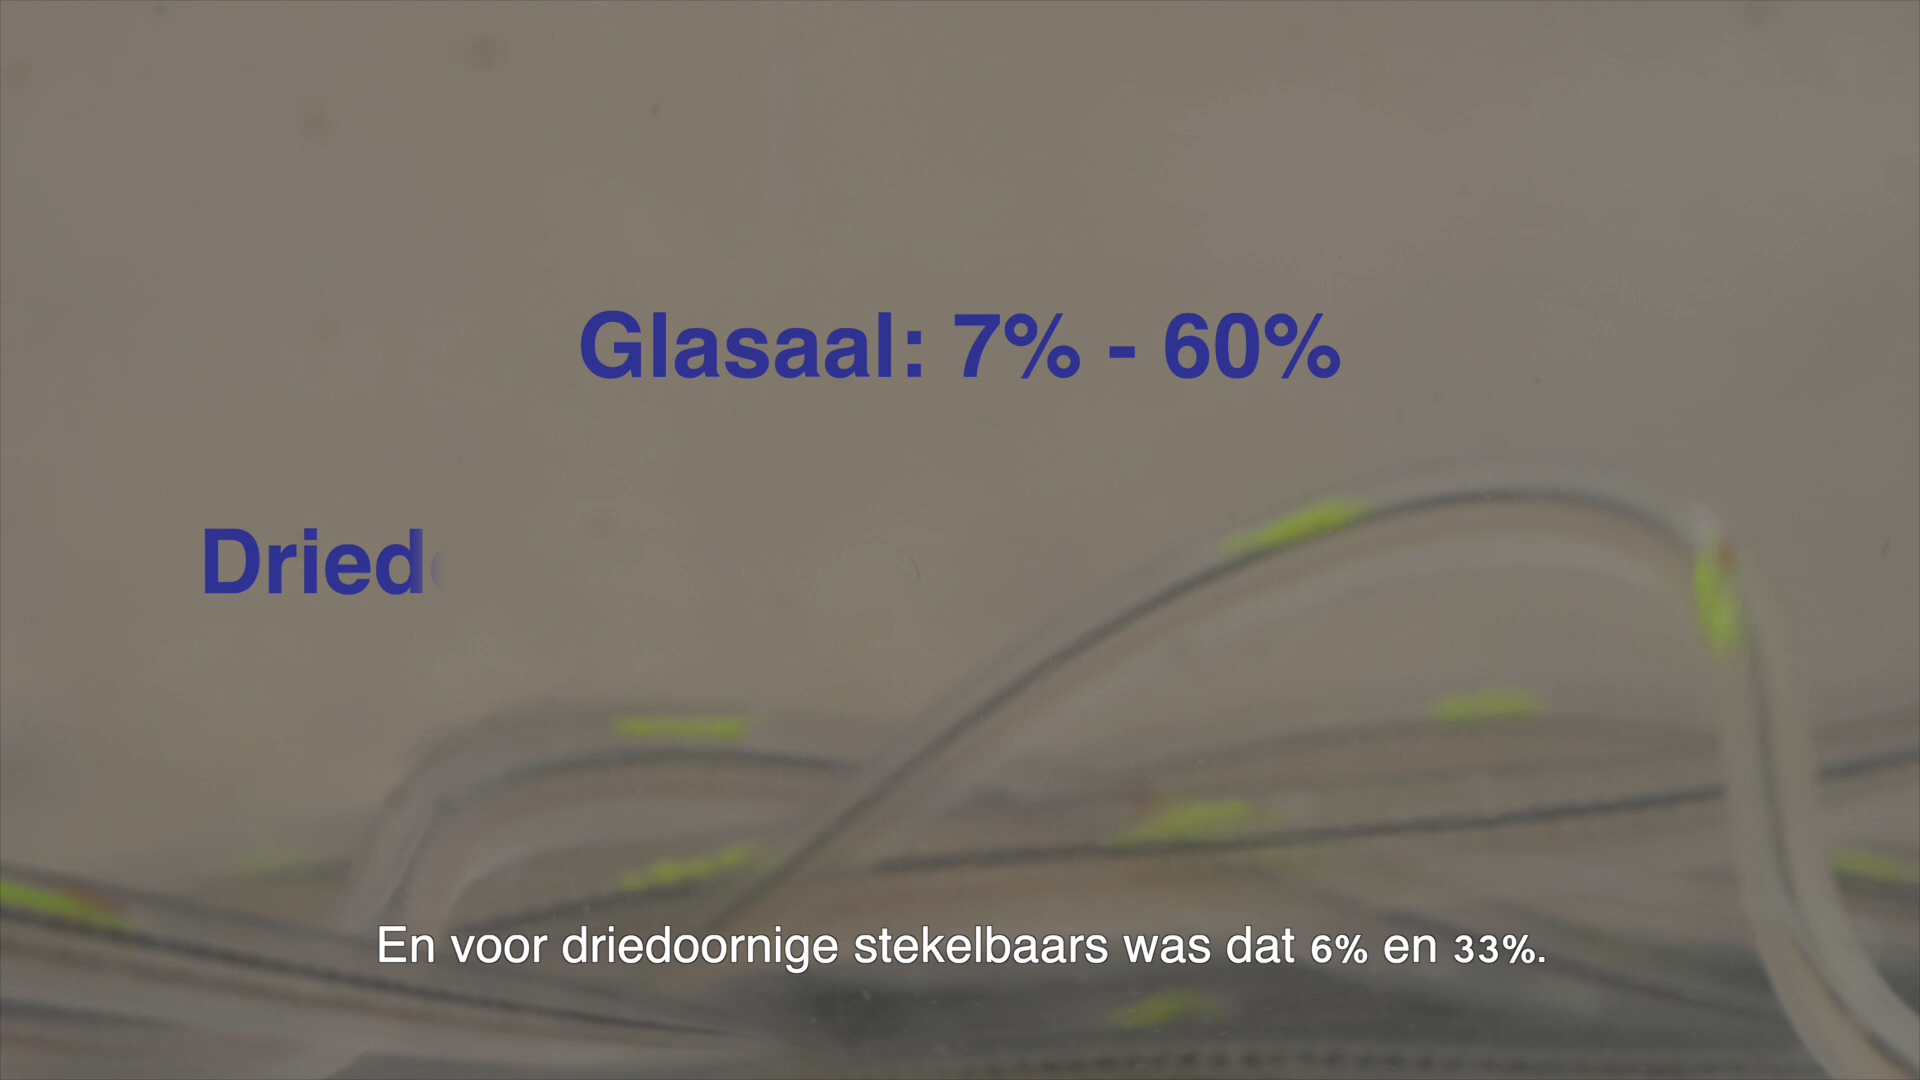 Glasaal: 7% - 60%
Dried
En voor driedoornige stekelbaars was dat 6% en 33%.